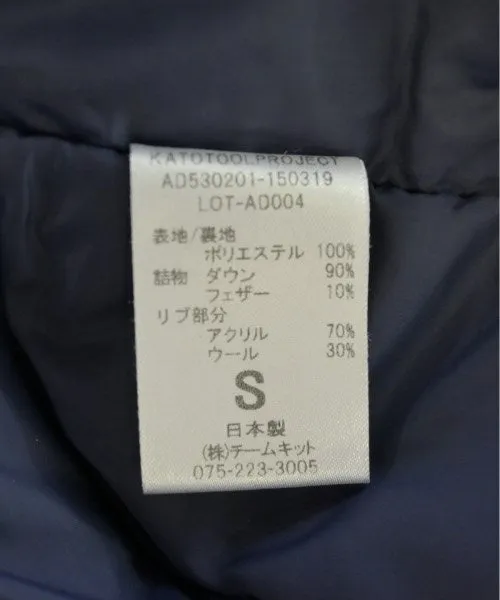 KATOTOOLPROJECT
AD530201-150319
LOT-AD004
表地/裏地
ポリエステル 100%
詰物 ダウン 90%
フェザー 10%
リブ部分
アクリル 70%
ウール 30%
S
日本製
(株)チームキット
075-223-3005